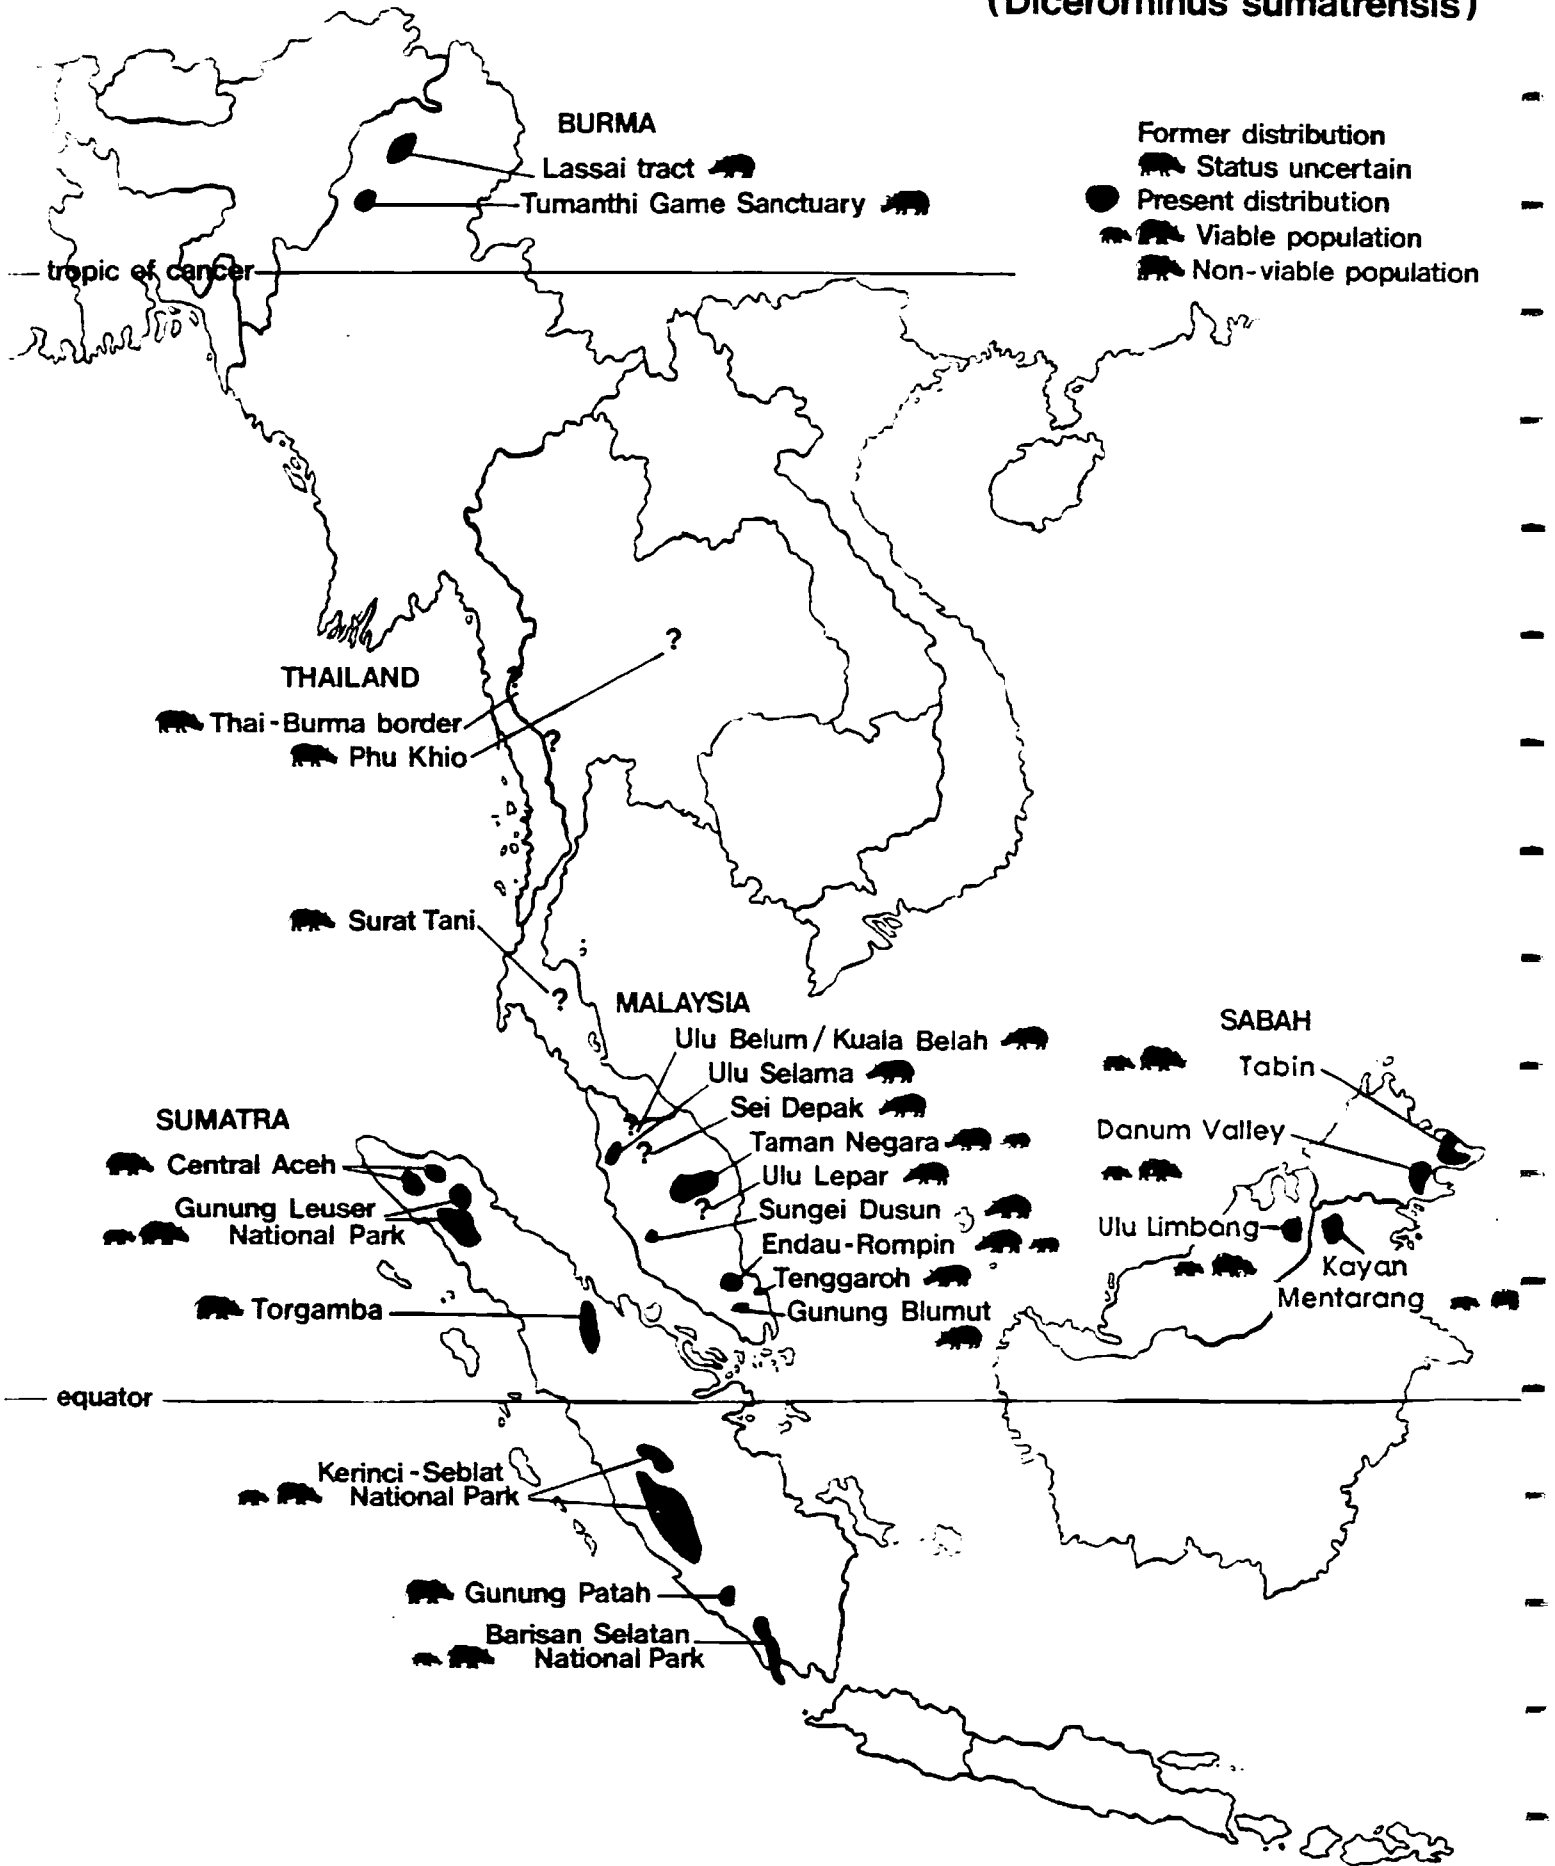 (Dicerorhinus sumatrensis)
BURMA
Lassai tract
Tumanthi Game Sanctuary
Former distribution
Status uncertain
Present distribution
Viable population
Non-viable population
tropic of cancer
?
THAILAND
?
Thai-Burma border
?
Phu Khio
Surat Tani
?
MALAYSIA
Ulu Belum / Kuala Belah
Ulu Selama
Sei Depak
?
?
Taman Negara
Ulu Lepar
?
Sungei Dusun
Endau-Rompin
Tenggaroh
Gunung Blumut
SABAH
Tabin
Danum Valley
Ulu Limbang
Kayan
Mentarang
SUMATRA
Central Aceh
Gunung Leuser
National Park
Torgamba
equator
Kerinci-Seblat
National Park
Gunung Patah
Barisan Selatan
National Park